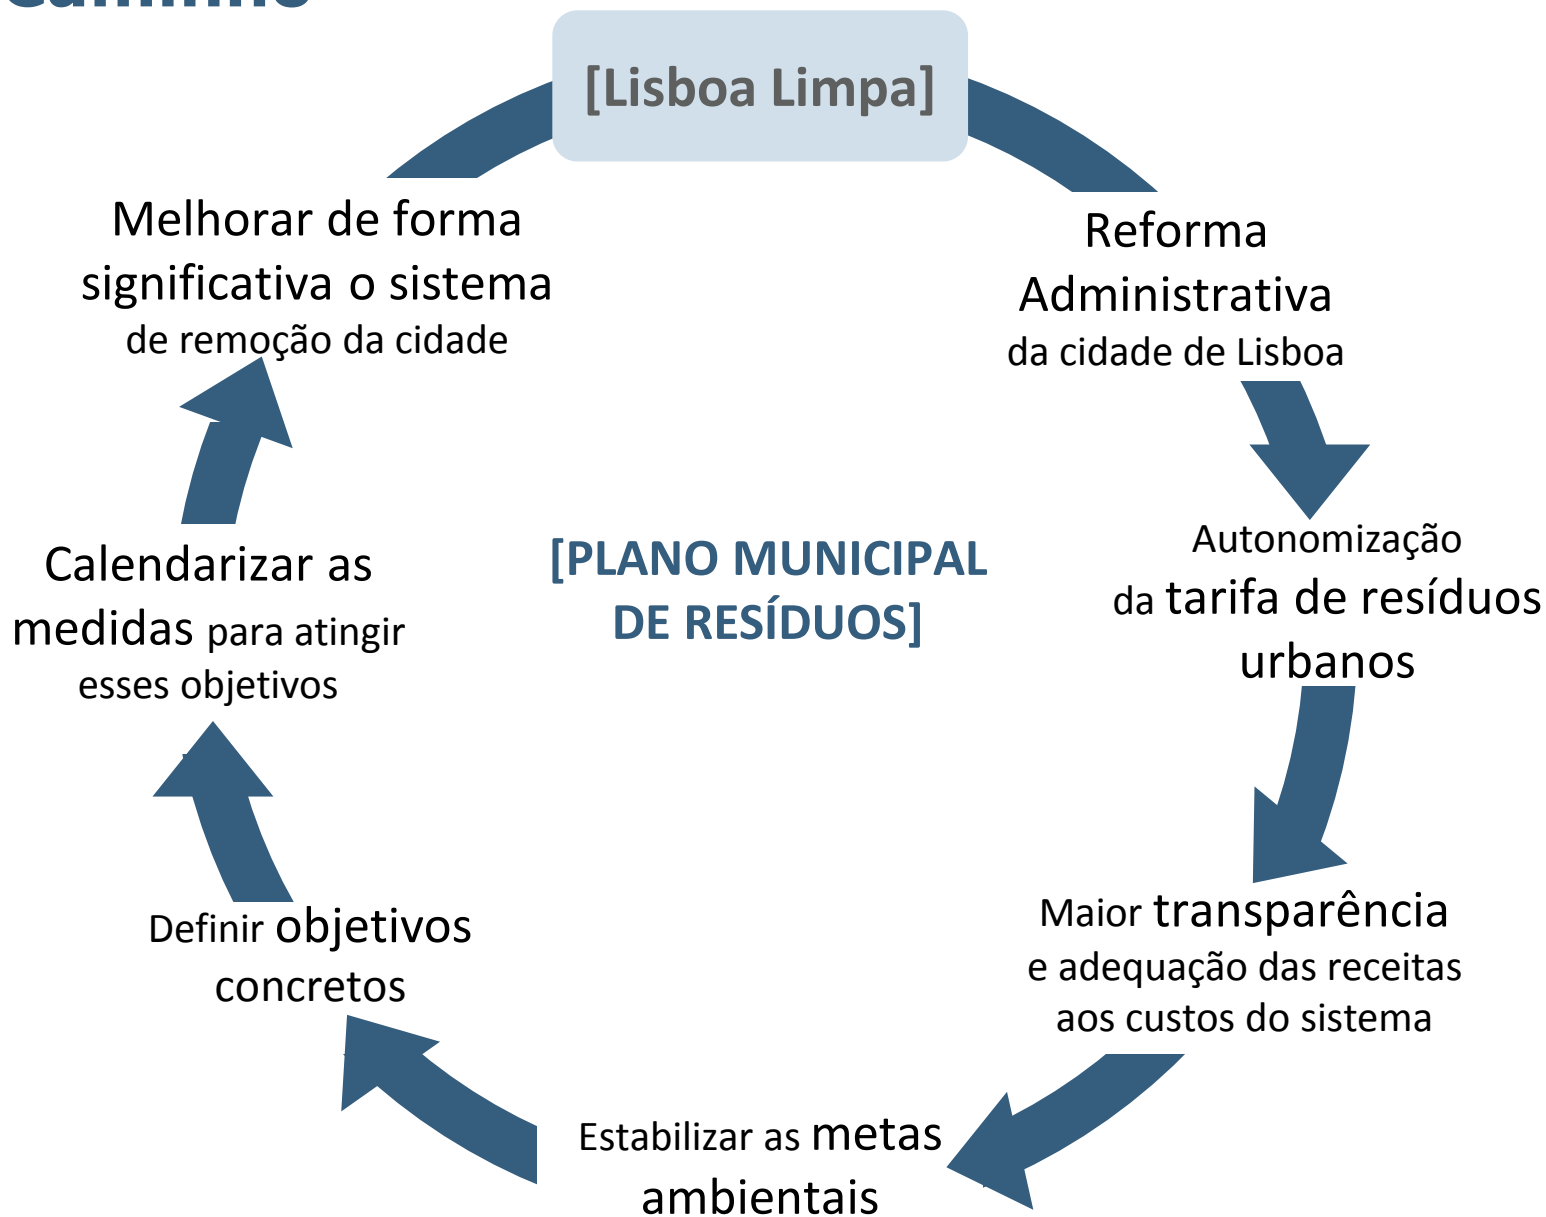 Caminho
[Lisboa Limpa]
Reforma
Administrativa
da cidade de Lisboa
Autonomização
da tarifa de resíduos
urbanos
Maior transparência
e adequação das receitas
aos custos do sistema
Estabilizar as metas
ambientais
Definir objetivos
concretos
Calendarizar as
medidas para atingir
esses objetivos
Melhorar de forma
significativa o sistema
de remoção da cidade
[PLANO MUNICIPAL
DE RESÍDUOS]